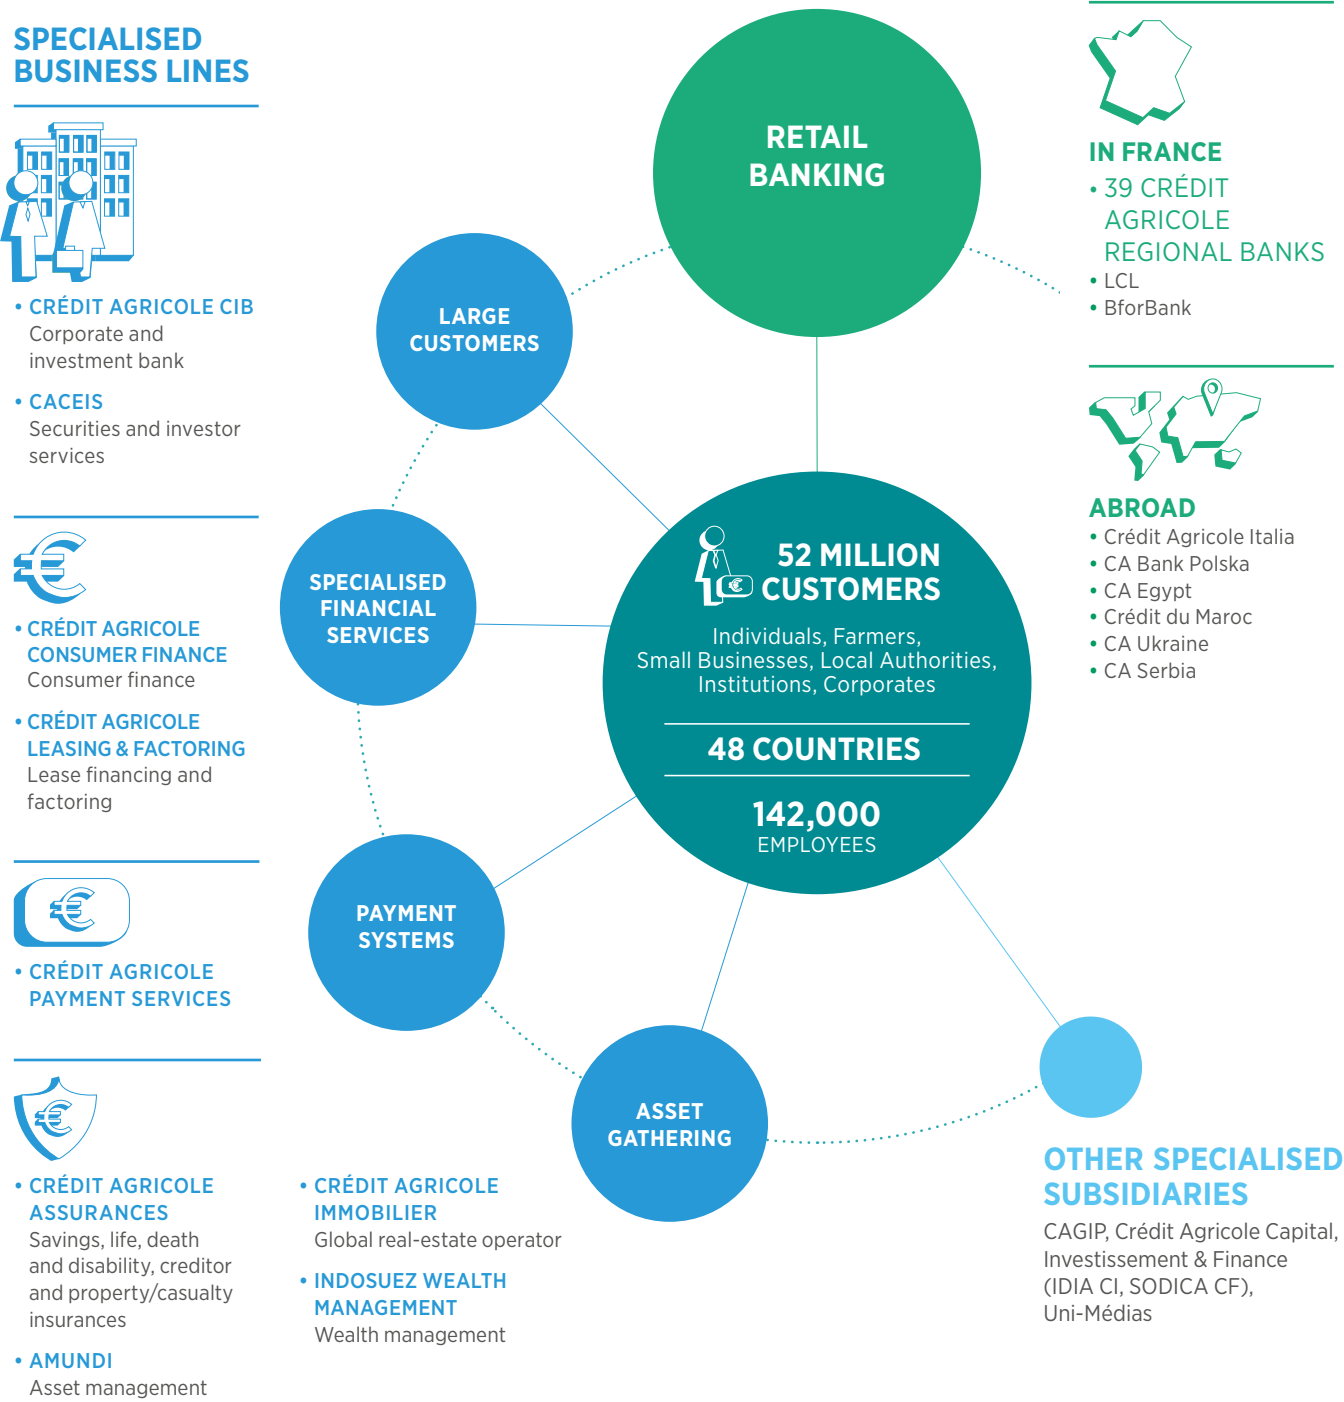 SPECIALISED
BUSINESS LINES
• CRÉDIT AGRICOLE CIB
Corporate and
investment bank
• CACEIS
Securities and investor
services
• CRÉDIT AGRICOLE
CONSUMER FINANCE
Consumer finance
• CRÉDIT AGRICOLE
LEASING & FACTORING
Lease financing and
factoring
• CRÉDIT AGRICOLE
PAYMENT SERVICES
• CRÉDIT AGRICOLE
ASSURANCES
Savings, life, death
and disability, creditor
and property/casualty
insurances
• AMUNDI
Asset management
• CRÉDIT AGRICOLE
IMMOBILIER
Global real-estate operator
• INDOSUEZ WEALTH
MANAGEMENT
Wealth management
RETAIL
BANKING
LARGE
CUSTOMERS
SPECIALISED
FINANCIAL
SERVICES
PAYMENT
SYSTEMS
ASSET
GATHERING
52 MILLION
CUSTOMERS
Individuals, Farmers,
Small Businesses, Local Authorities,
Institutions, Corporates
48 COUNTRIES
142,000
EMPLOYEES
IN FRANCE
• 39 CRÉDIT
AGRICOLE
REGIONAL BANKS
• LCL
• BforBank
ABROAD
• Crédit Agricole Italia
• CA Bank Polska
• CA Egypt
• Crédit du Maroc
• CA Ukraine
• CA Serbia
OTHER SPECIALISED
SUBSIDIARIES
CAGIP, Crédit Agricole Capital,
Investissement & Finance
(IDIA CI, SODICA CF),
Uni-Médias